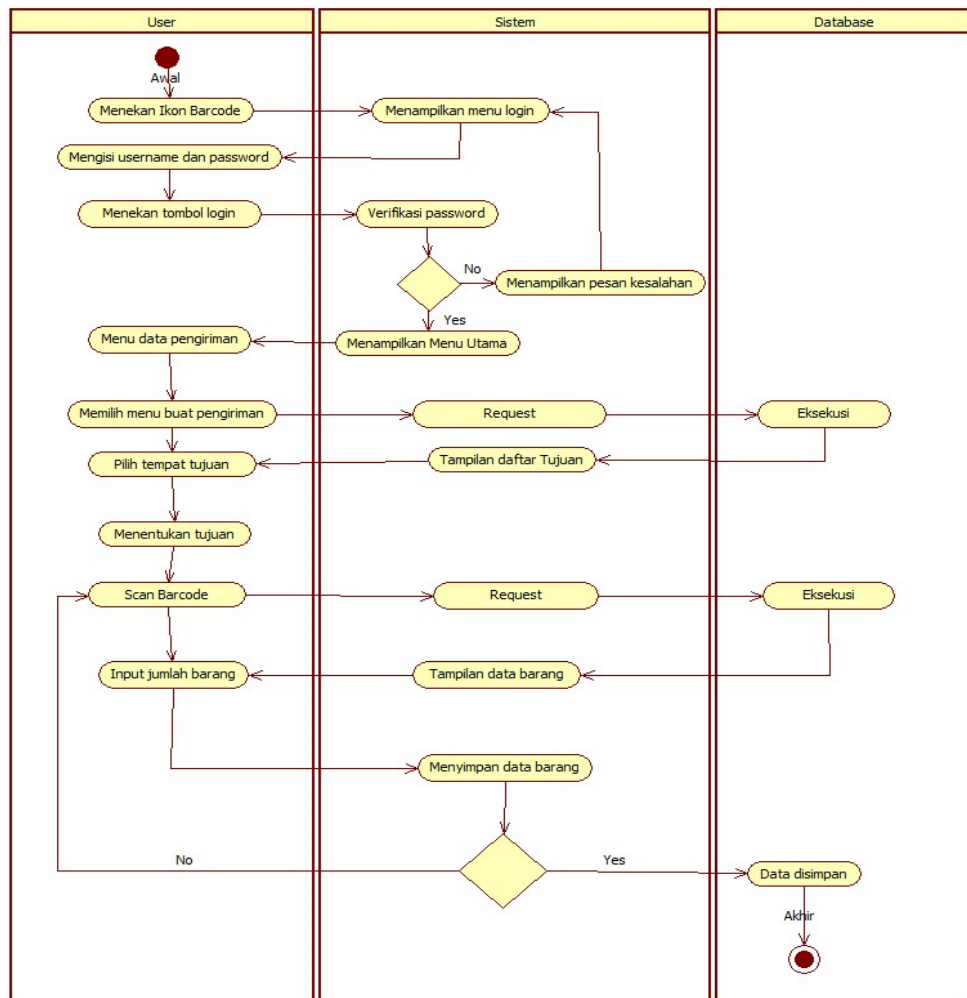 User
Sistem
Database
Awal
Menekan Ikon Barcode
Menampilkan menu login
Mengisi username dan password
Menekan tombol login
Verifikasi password
No
Menampilkan pesan kesalahan
Yes
Menu data pengiriman
Menampilkan Menu Utama
Memilih menu buat pengiriman
Request
Eksekusi
Pilih tempat tujuan
Tampilan daftar Tujuan
Menentukan tujuan
Scan Barcode
Request
Eksekusi
Input jumlah barang
Tampilan data barang
Menyimpan data barang
No
Yes
Data disimpan
Akhir